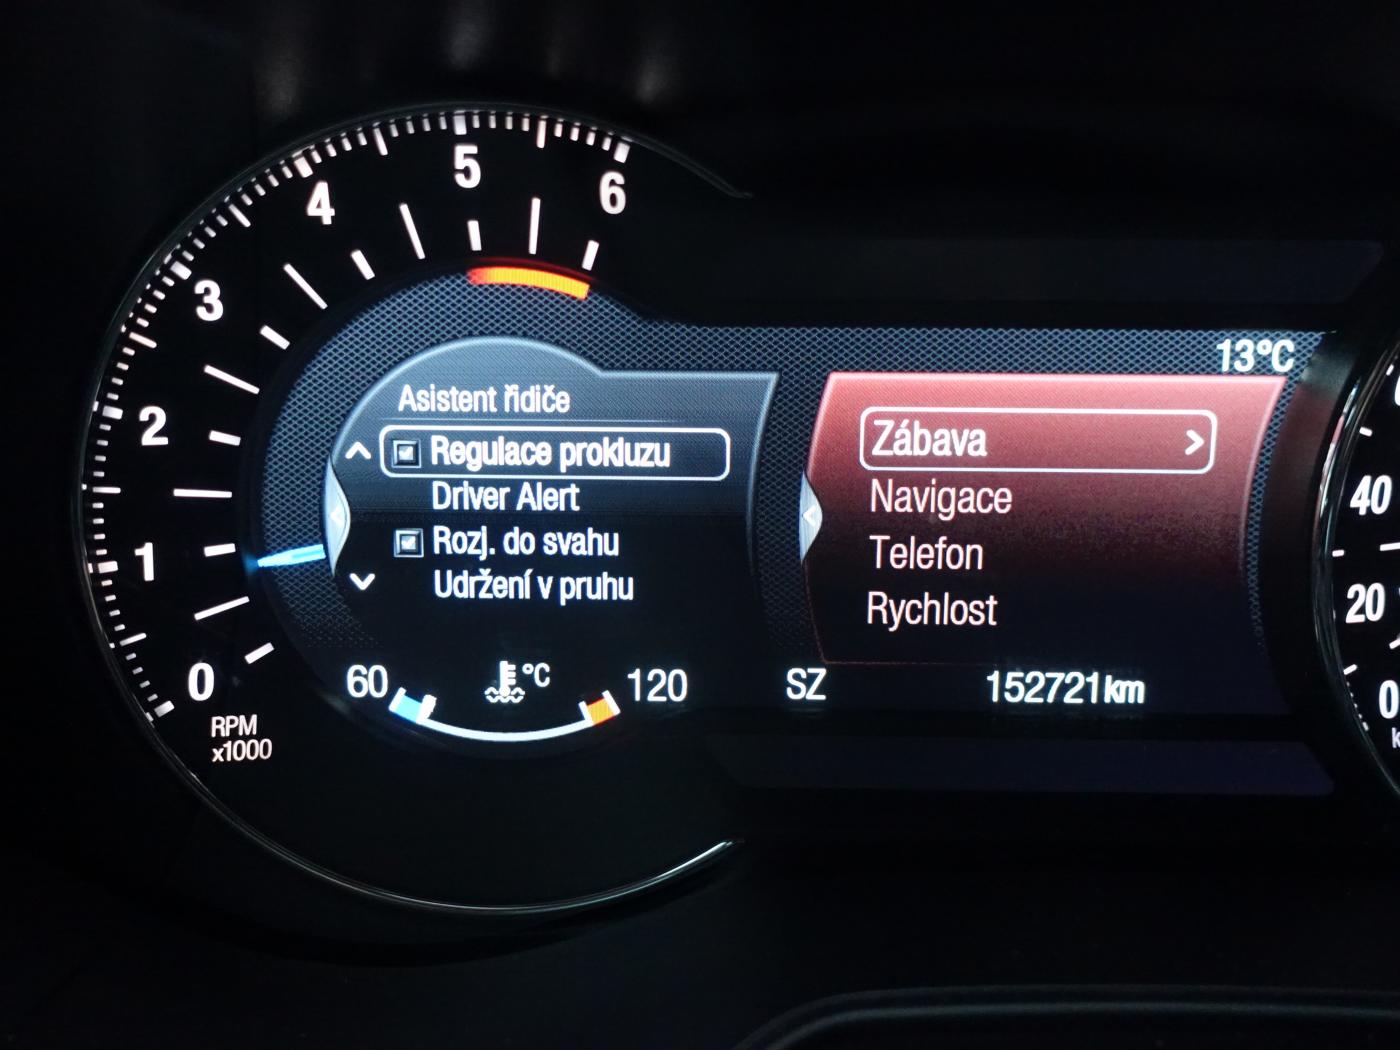 5
4
6
3
2
1
0
RPM
x1000
13°C
Asistent řidiče
Regulace prokluzu
Driver Alert
Rozj. do svahu
Udržení v pruhu
60
°C
120
Zábava
Navigace
Telefon
Rychlost
SZ
152721km
40
20
0